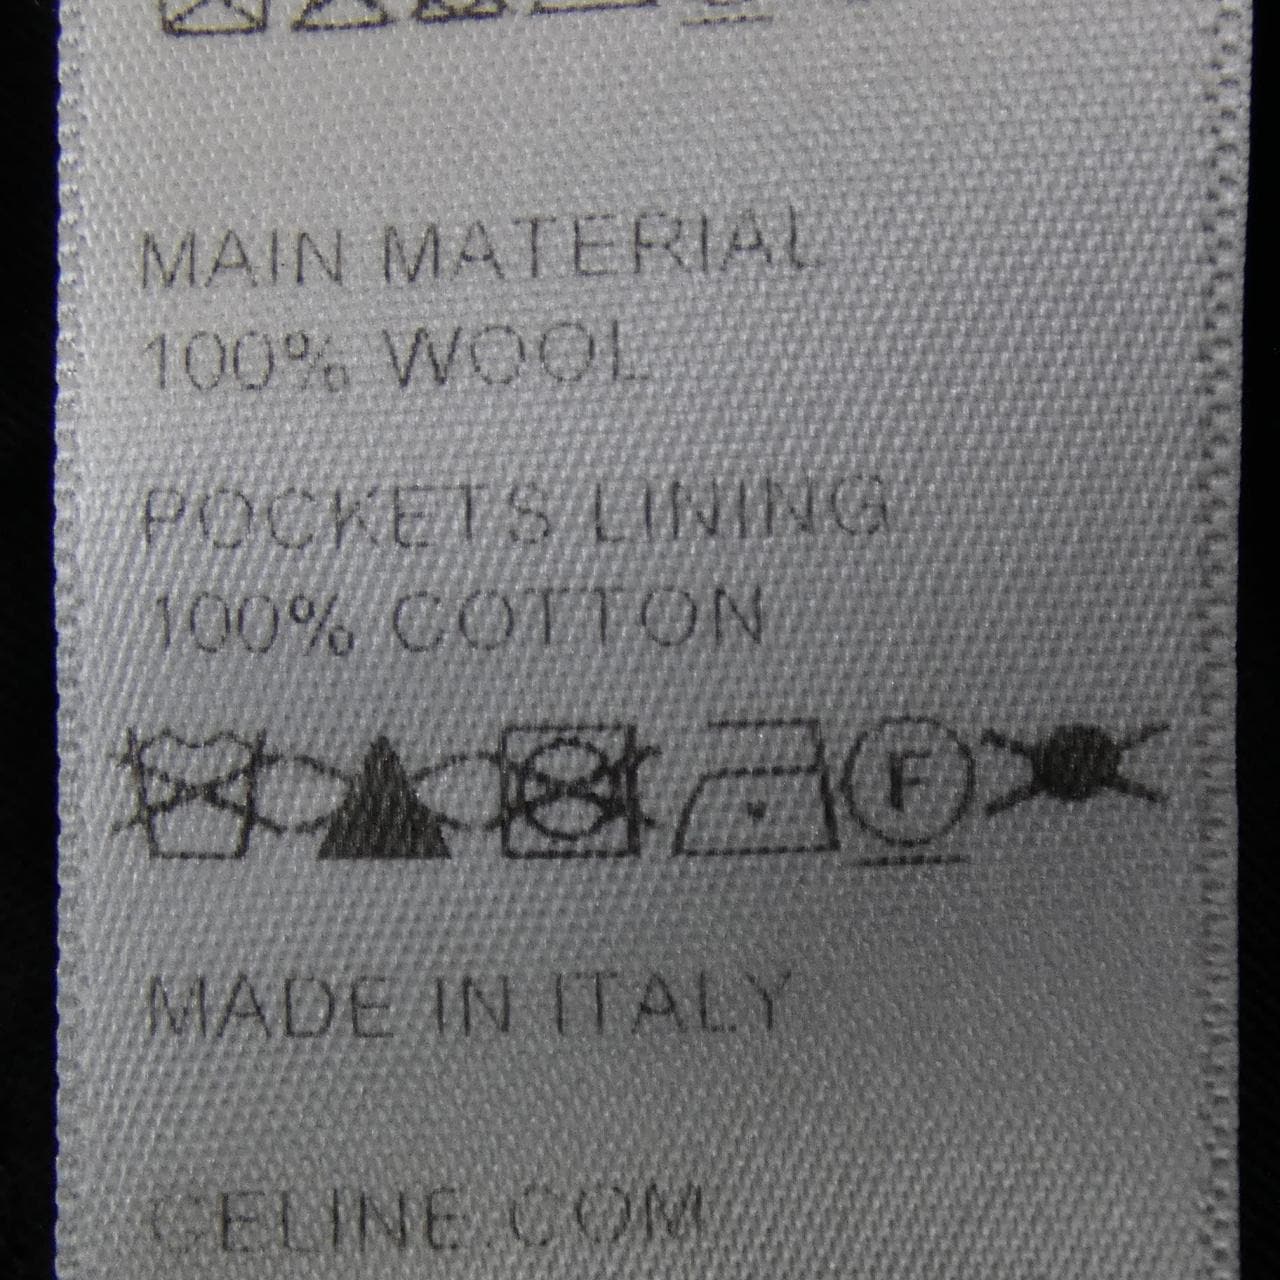 MAIN MATERIAL
100% WOOL
POCKETS LINING
100% COTTON
F
MADE IN ITALY
CELINE.COM